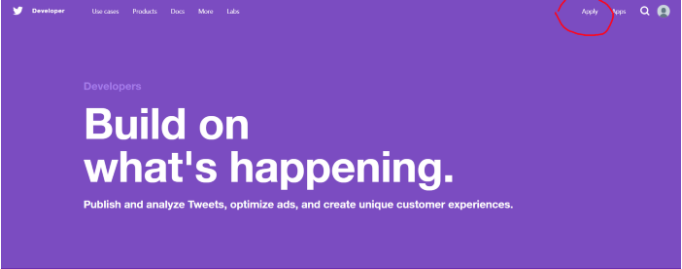 Developer Use cases Products Docs More Labs Apply Apps
Developers
Build on
what's happening.
Publish and analyze Tweets, optimize ads, and create unique customer experiences.